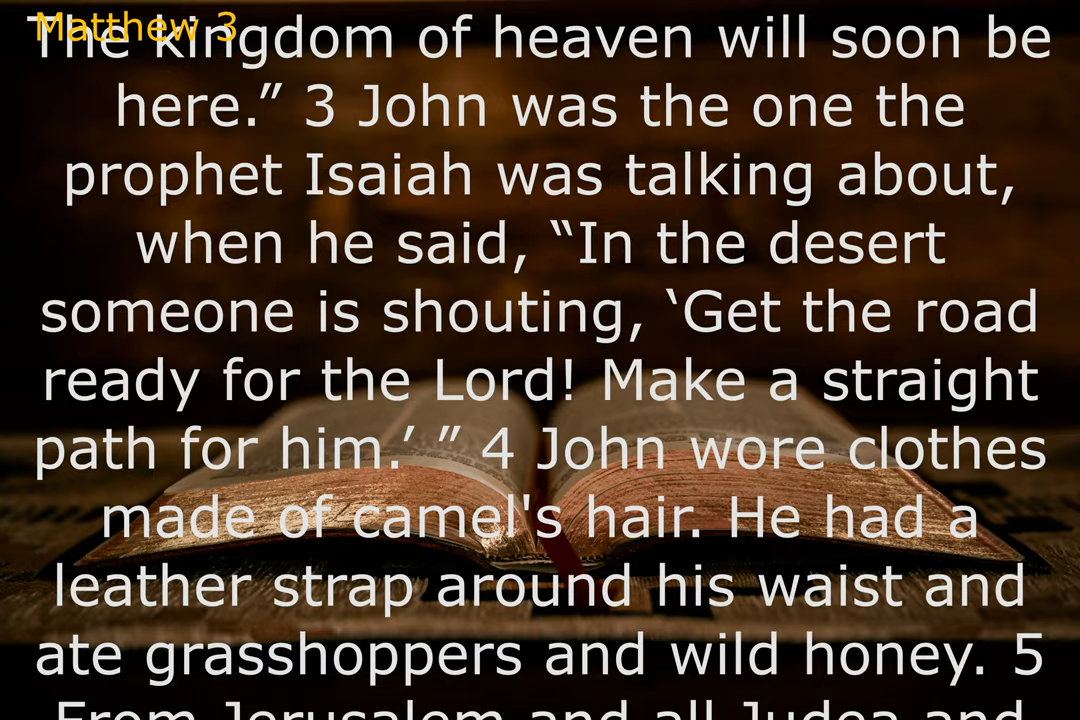 Matthew 3
The kingdom of heaven will soon be
here.” 3 John was the one the
prophet Isaiah was talking about,
when he said, “In the desert
someone is shouting, ‘Get the road
ready for the Lord! Make a straight
path for him.’ ” 4 John wore clothes
made of camel's hair. He had a
leather strap around his waist and
ate grasshoppers and wild honey. 5
From Jerusalem and all Judea and